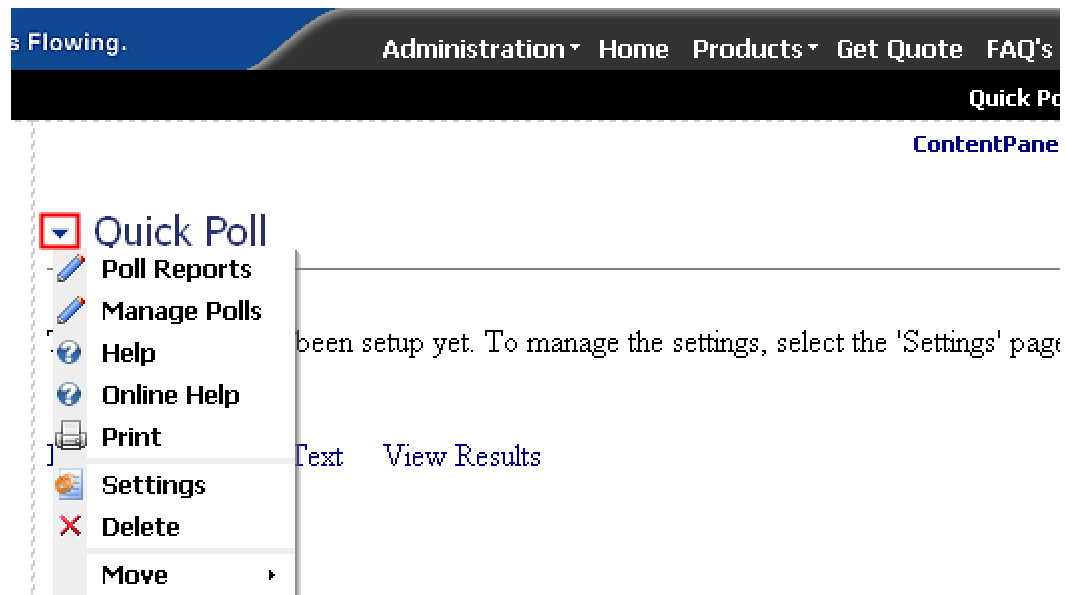 s Flowing.
Administration Home Products Get Quote FAQ's
Quick Po
ContentPane
Quick Poll
Poll Reports
Manage Polls
been setup yet. To manage the settings, select the 'Settings' page
Help
Online Help
Print
Text View Results
Settings
Delete
Move